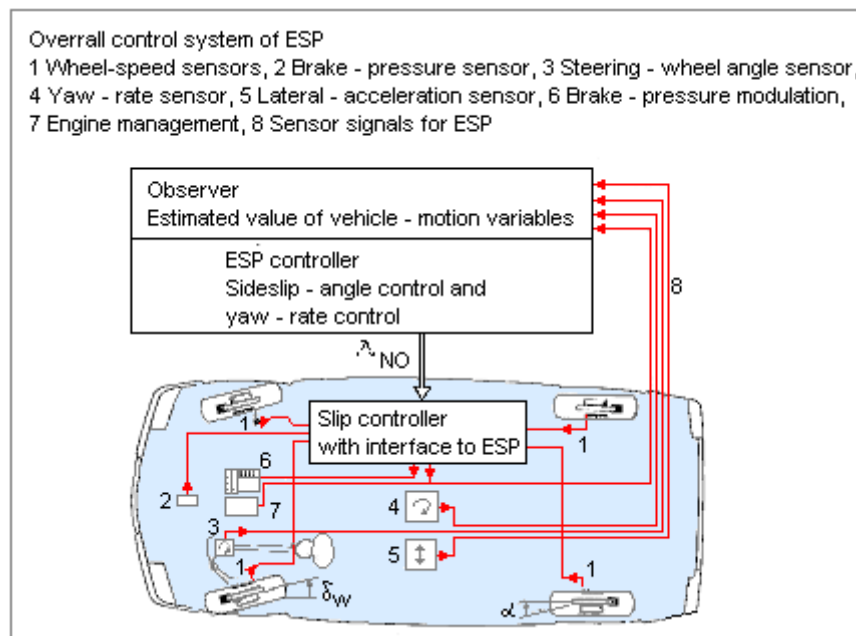 Overrall control system of ESP
1 Wheel-speed sensors, 2 Brake - pressure sensor, 3 Steering - wheel angle sensor,
4 Yaw - rate sensor, 5 Lateral - acceleration sensor, 6 Brake - pressure modulation,
7 Engine management, 8 Sensor signals for ESP
Observer
Estimated value of vehicle - motion variables
ESP controller
Sideslip - angle control and
yaw - rate control
8
NO
Slip controller
with interface to ESP
1
1
6
2
7
4
3
5
1
1
δW
α